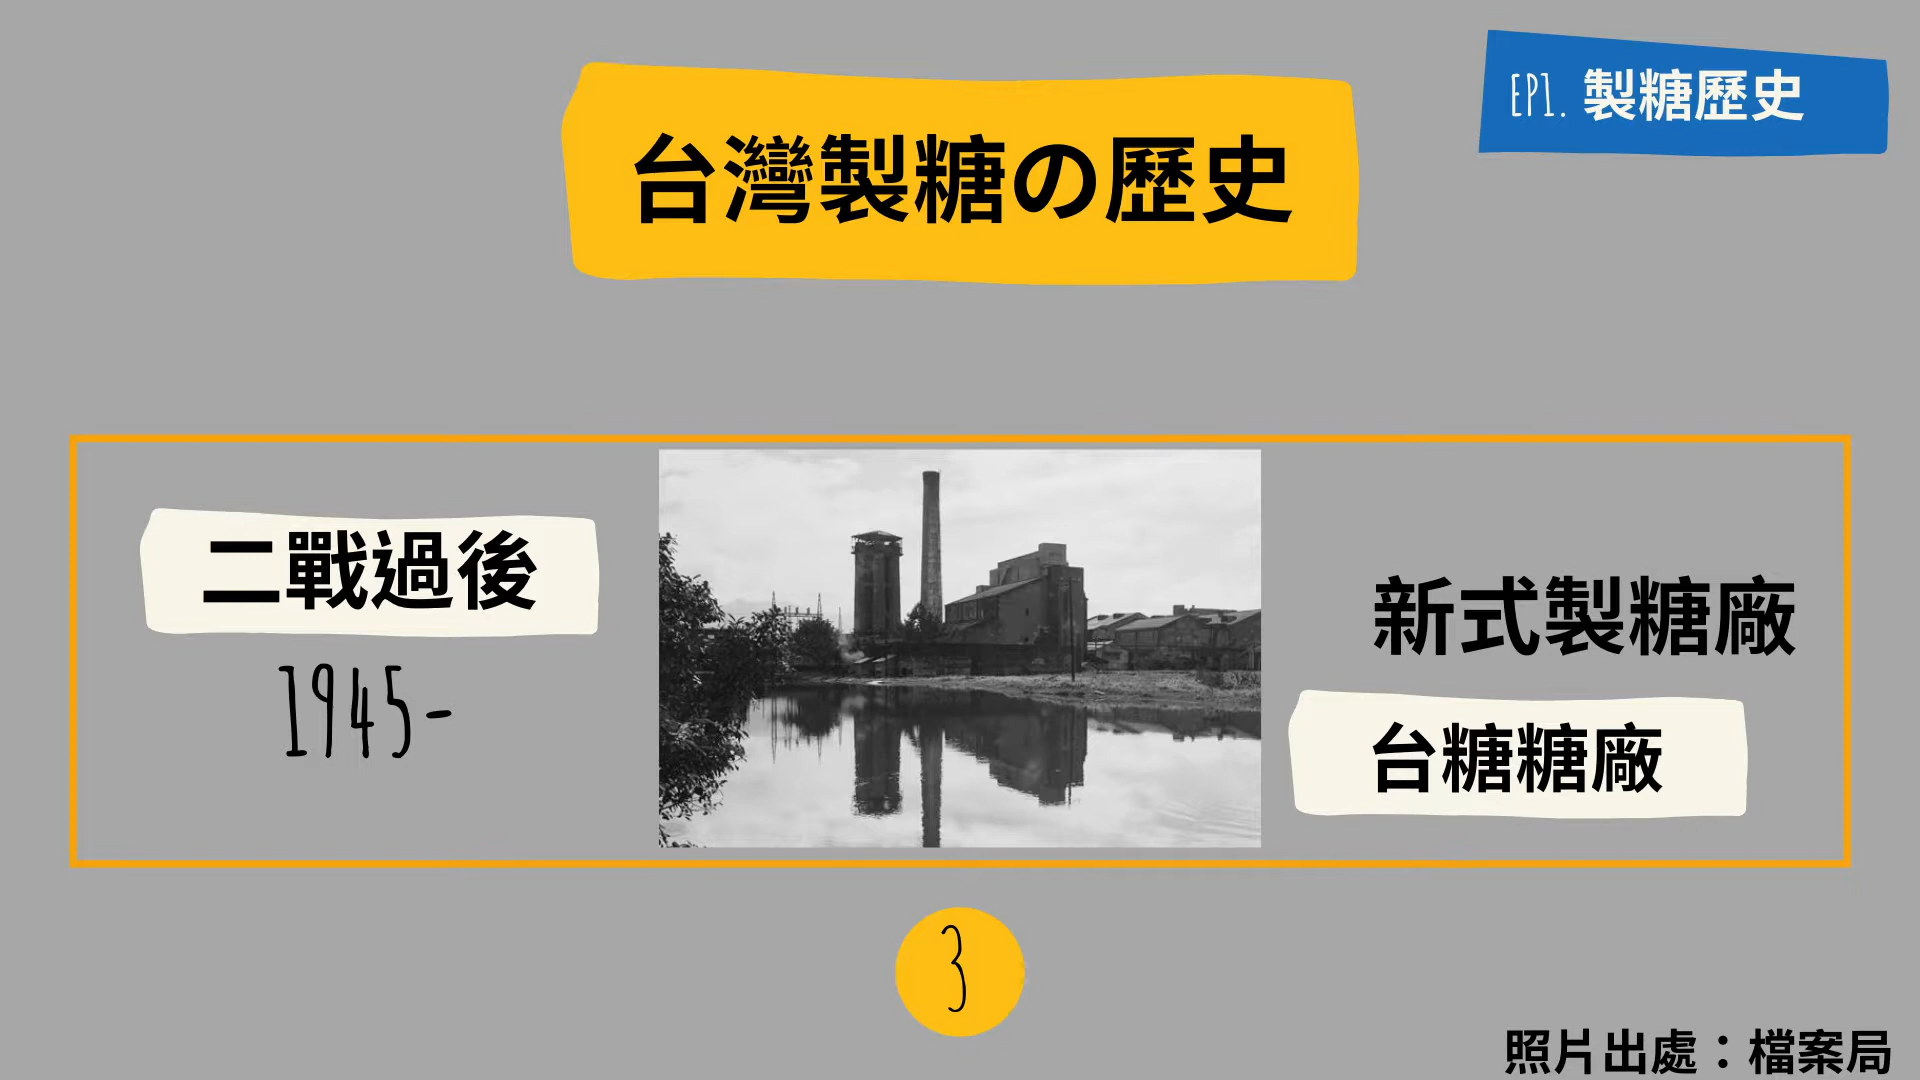 EP1. 製糖歷史
台灣製糖の歷史
二戰過後
1945-
新式製糖廠
台糖糖廠
3
照片出處：檔案局